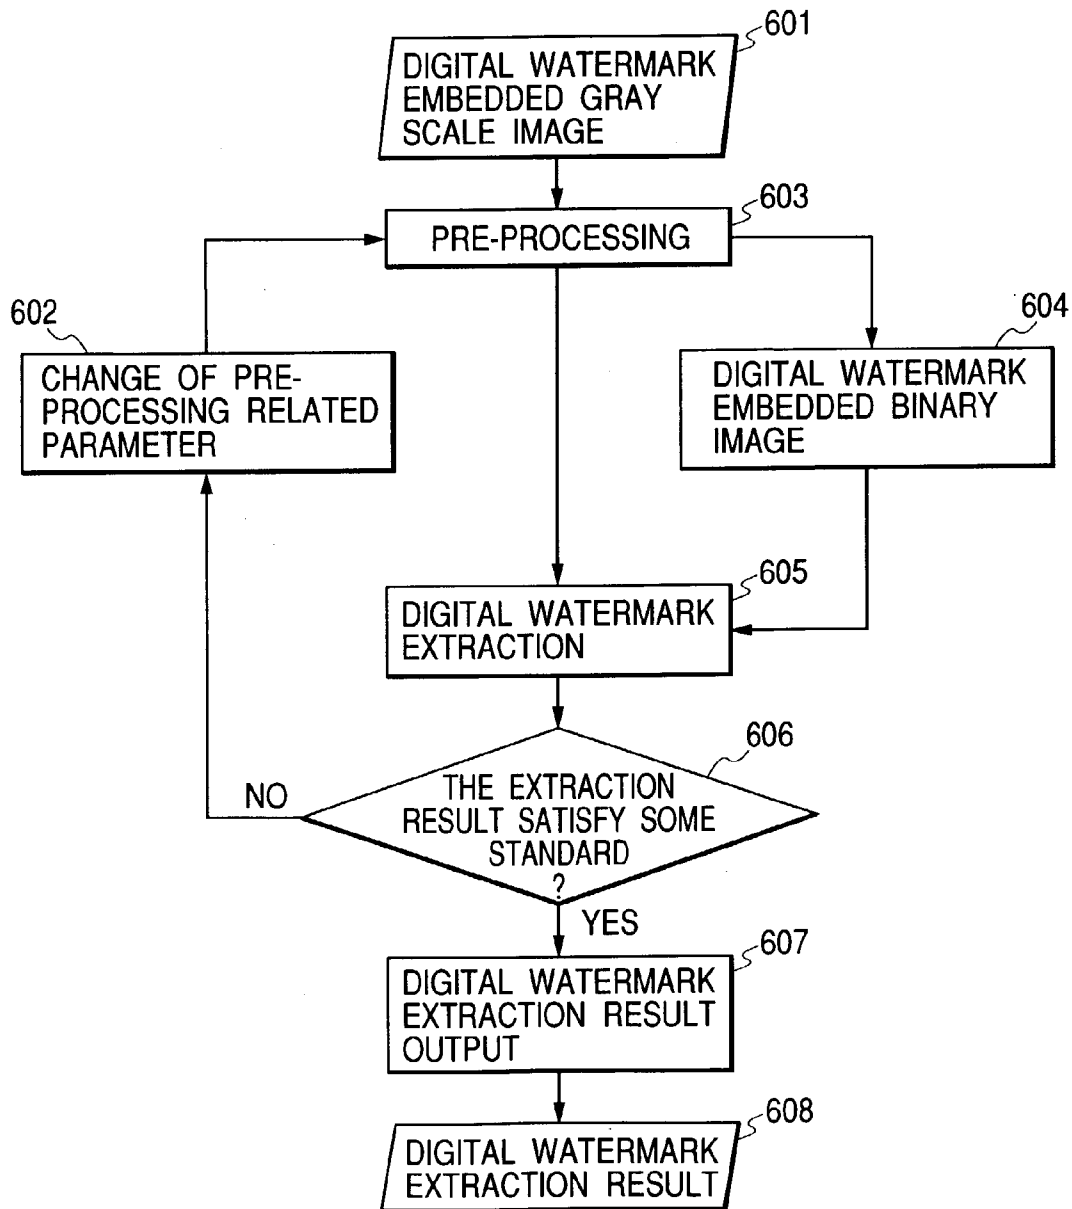 601
DIGITAL WATERMARK
EMBEDDED GRAY
SCALE IMAGE
603
PRE-PROCESSING
602
CHANGE OF PRE-
PROCESSING RELATED
PARAMETER
604
DIGITAL WATERMARK
EMBEDDED BINARY
IMAGE
605
DIGITAL WATERMARK
EXTRACTION
606
THE EXTRACTION
RESULT SATISFY SOME
STANDARD
?
NO
YES
607
DIGITAL WATERMARK
EXTRACTION RESULT
OUTPUT
608
DIGITAL WATERMARK
EXTRACTION RESULT